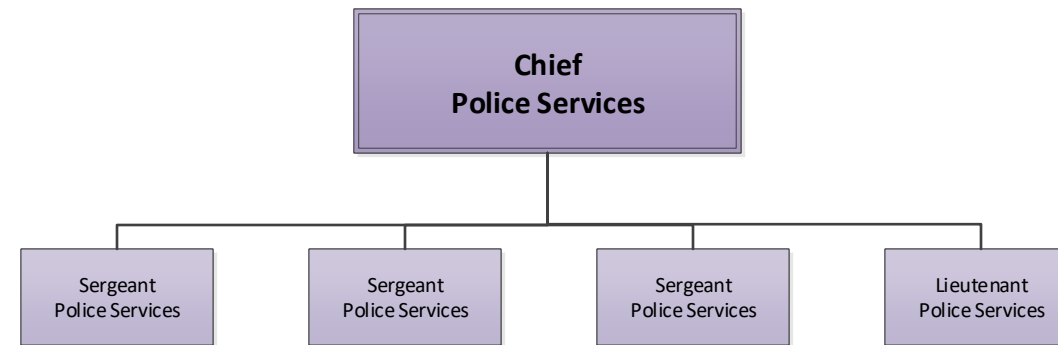 Chief
Police Services
Sergeant
Police Services
Sergeant
Police Services
Sergeant
Police Services
Lieutenant
Police Services